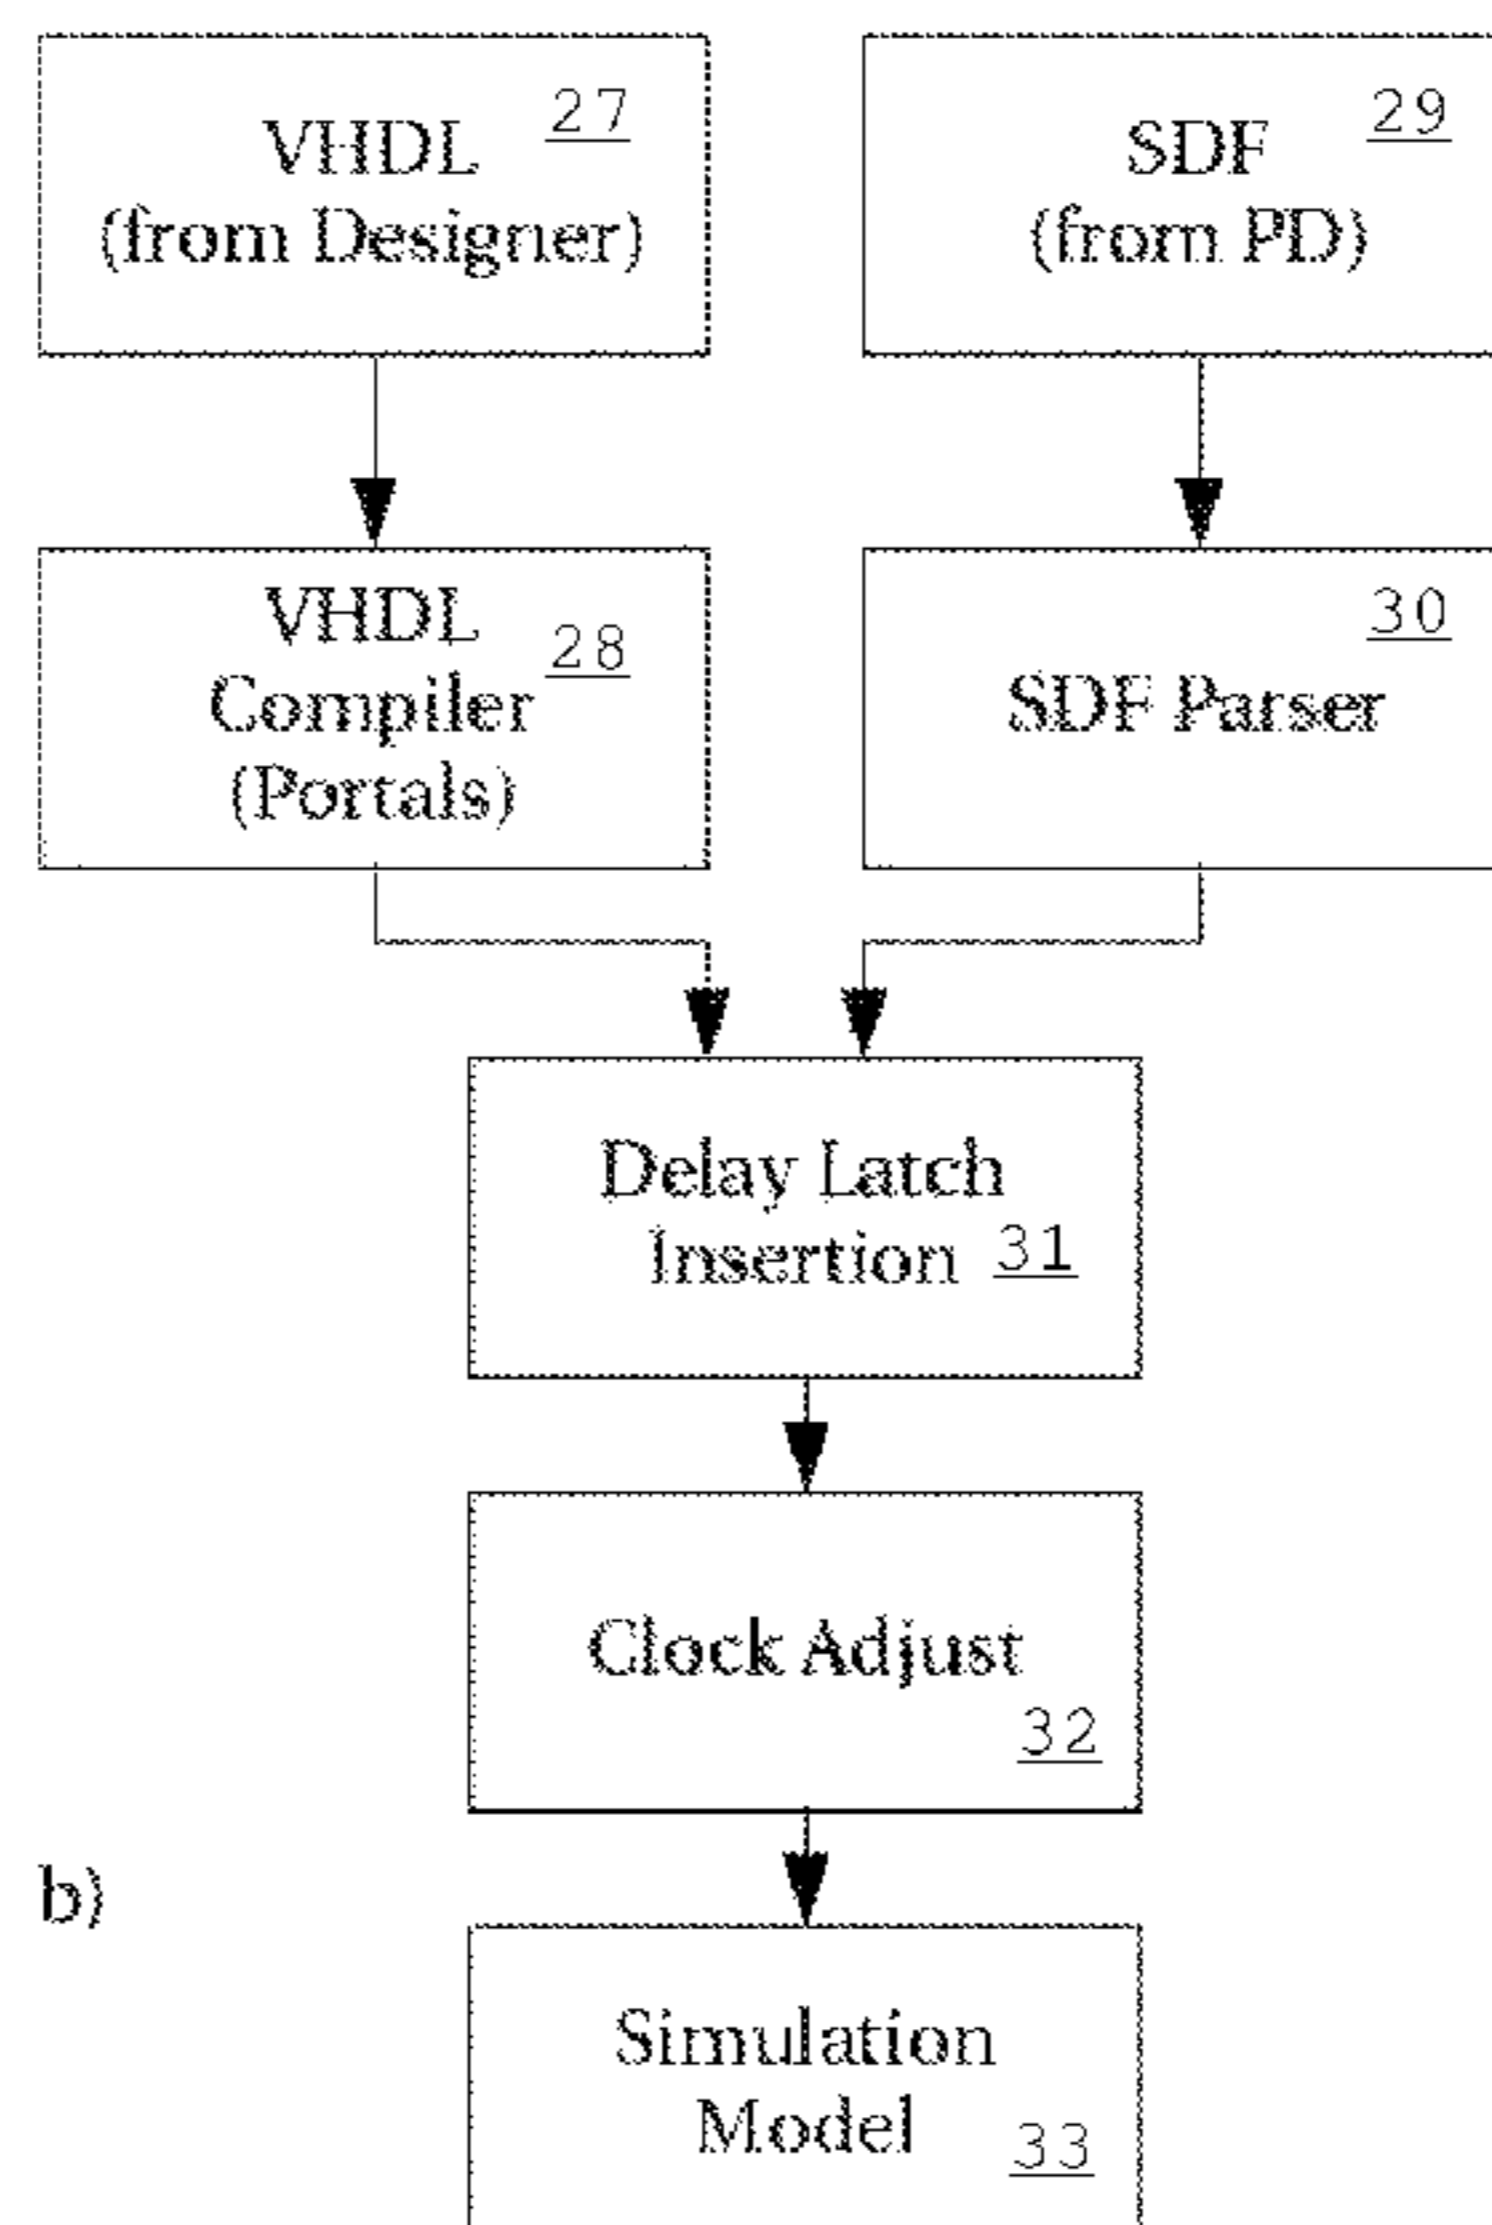 27
VHDL
(from Designer)
29
SDF
(from PD)
VHDL
28
Compiler
(Portals)
30
SDF Parser
Delay Latch
Insertion 31
Clock Adjust
32
b)
Simulation
Model 33